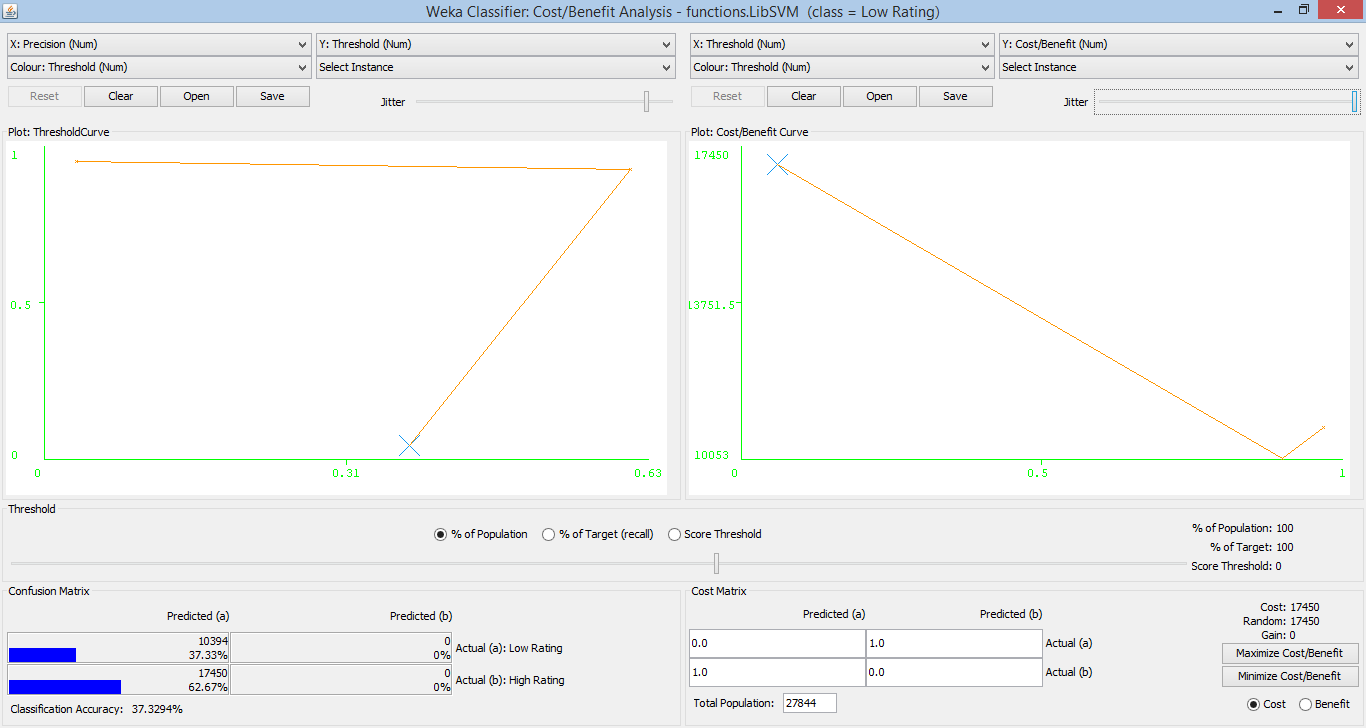 Weka Classifier: Cost/Benefit Analysis - functions.LibSVM (class = Low Rating)
X: Precision (Num) Y: Threshold (Num) X: Threshold (Num) Y: Cost/Benefit (Num)
Colour: Threshold (Num) Select Instance Colour: Threshold (Num) Select Instance
Reset Clear Open Save Jitter Reset Clear Open Save Jitter
Plot: ThresholdCurve
1
0.5
0
0 0.31 0.63
Plot: Cost/Benefit Curve
17450
13751.5
10053
0 0.5 1
Threshold
% of Population % of Target (recall) Score Threshold
% of Population: 100
% of Target: 100
Score Threshold: 0
Confusion Matrix
Predicted (a) Predicted (b)
10394 0
37.33% 0%
Actual (a): Low Rating
17450 0
62.67% 0%
Actual (b): High Rating
Classification Accuracy: 37.3294%
Cost Matrix
Predicted (a) Predicted (b)
0.0 1.0 Actual (a)
1.0 0.0 Actual (b)
Total Population: 27844
Cost: 17450
Random: 17450
Gain: 0
Maximize Cost/Benefit
Minimize Cost/Benefit
Cost Benefit